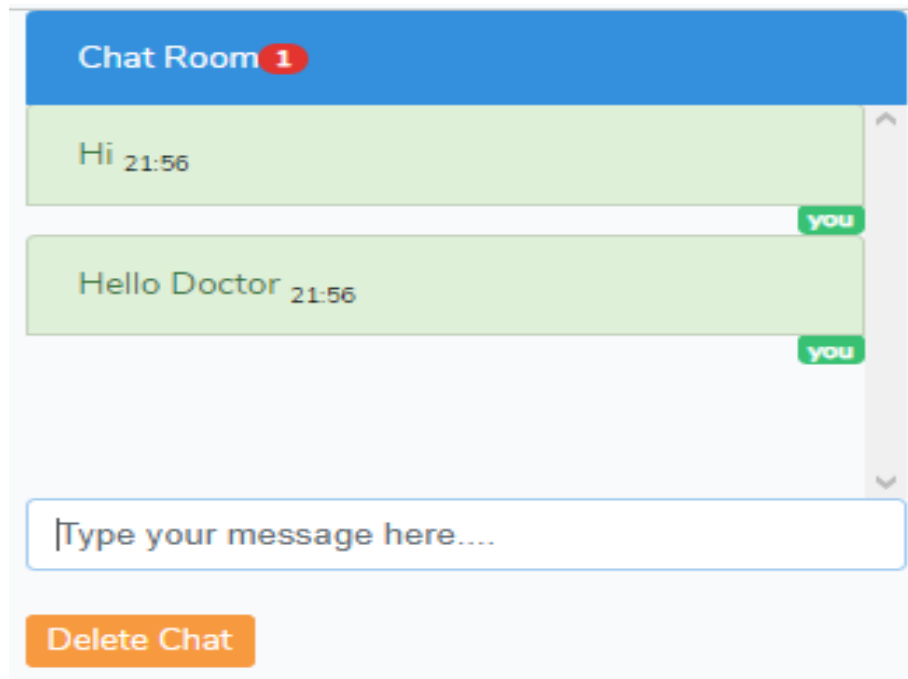 Chat Room 1
Hi 21:56
you
Hello Doctor 21:56
you
Type your message here....
Delete Chat